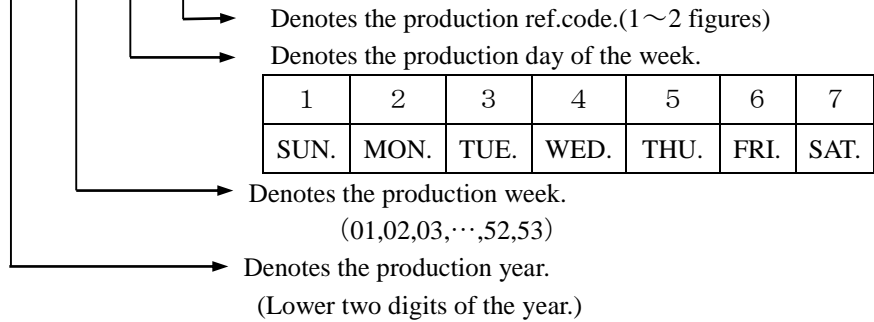 Denotes the production ref.code.(1～2 figures)
Denotes the production day of the week.
１ ２ ３ ４ ５ ６ ７
SUN. MON. TUE. WED. THU. FRI. SAT.
Denotes the production week.
（01,02,03,⋯,52,53）
Denotes the production year.
(Lower two digits of the year.)